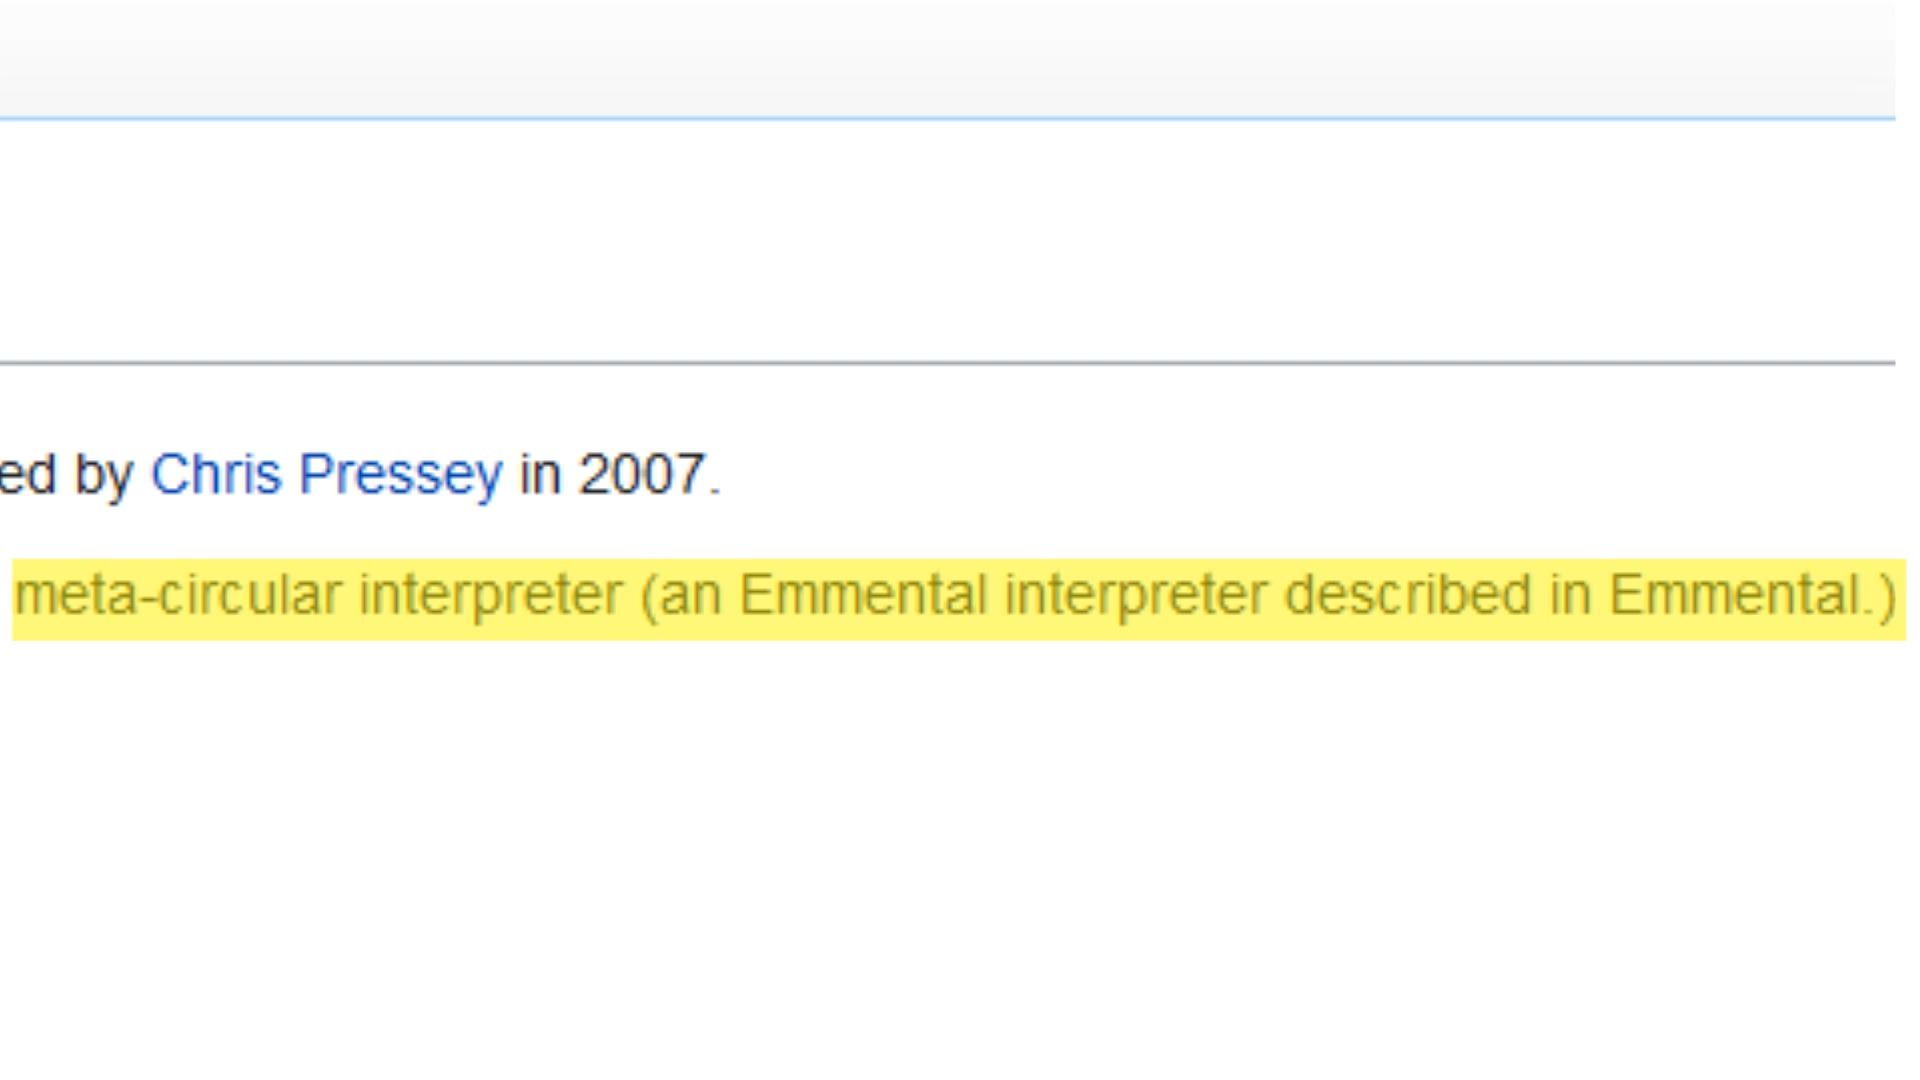 ed by Chris Pressey in 2007.
meta-circular interpreter (an Emmental interpreter described in Emmental.)